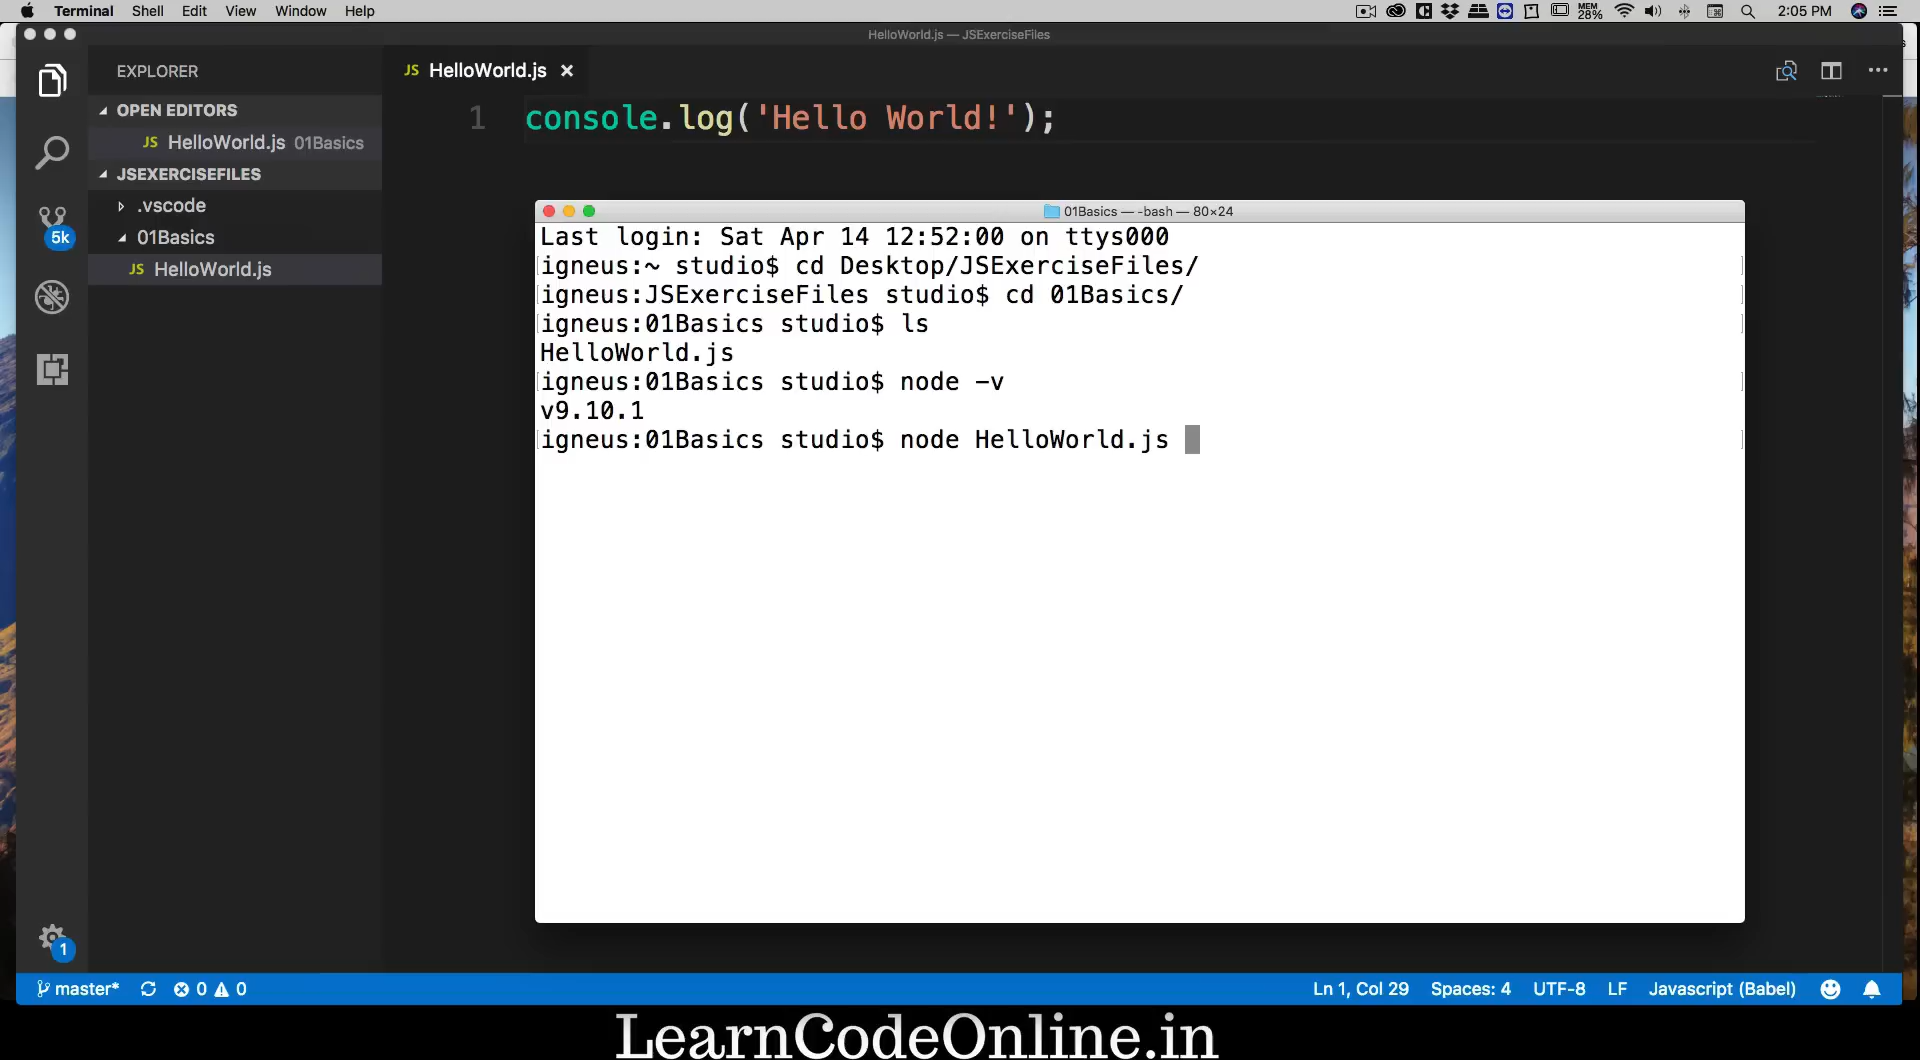 Terminal Shell Edit View Window Help MEM 28% 2:05 PM
HelloWorld.js — JSExerciseFiles
EXPLORER
JS HelloWorld.js ×
OPEN EDITORS
JS HelloWorld.js 01Basics
JSEXERCISEFILES
.vscode
01Basics
JS HelloWorld.js
5k
1
1 console.log('Hello World!');
01Basics — -bash — 80×24
Last login: Sat Apr 14 12:52:00 on ttys000
igneus:~ studio$ cd Desktop/JSExerciseFiles/
igneus:JSExerciseFiles studio$ cd 01Basics/
igneus:01Basics studio$ ls
HelloWorld.js
igneus:01Basics studio$ node -v
v9.10.1
igneus:01Basics studio$ node HelloWorld.js
master* 0 0 Ln 1, Col 29 Spaces: 4 UTF-8 LF Javascript (Babel)
LearnCodeOnline.in